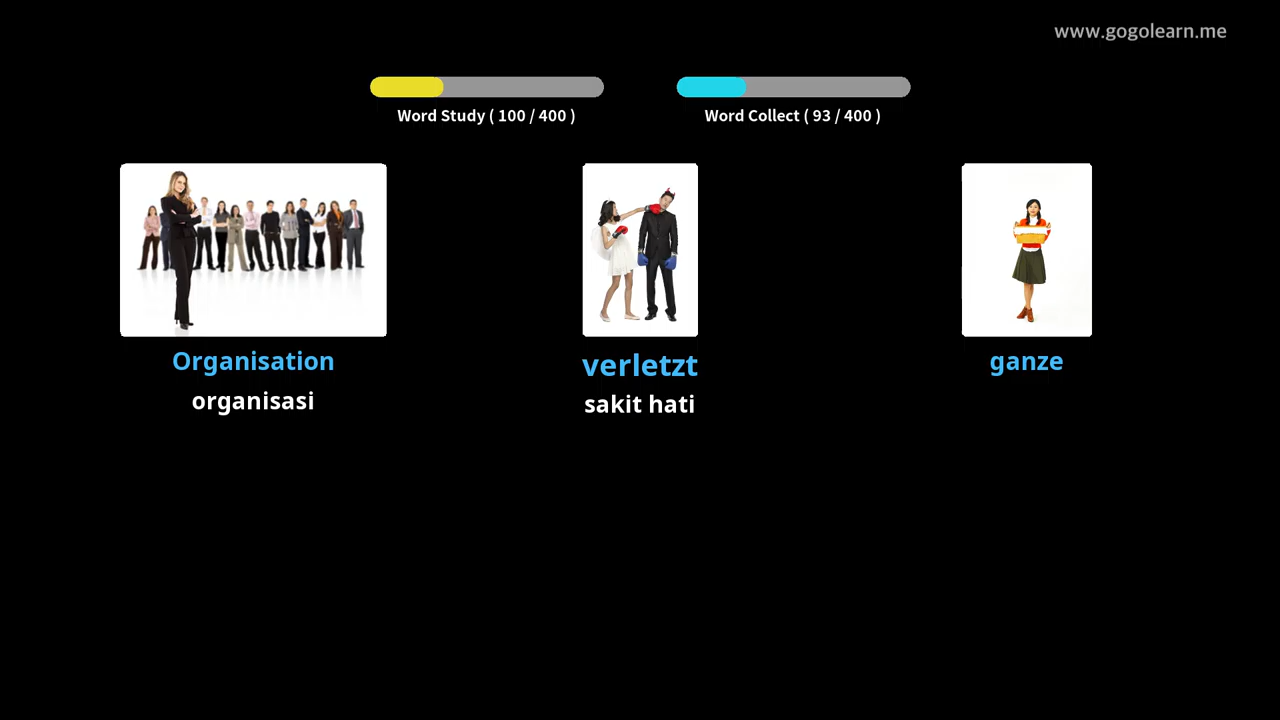 www.gogolearn.me
Word Study ( 100 / 400 )
Word Collect ( 93 / 400 )
Organisation
organisasi
verletzt
sakit hati
ganze